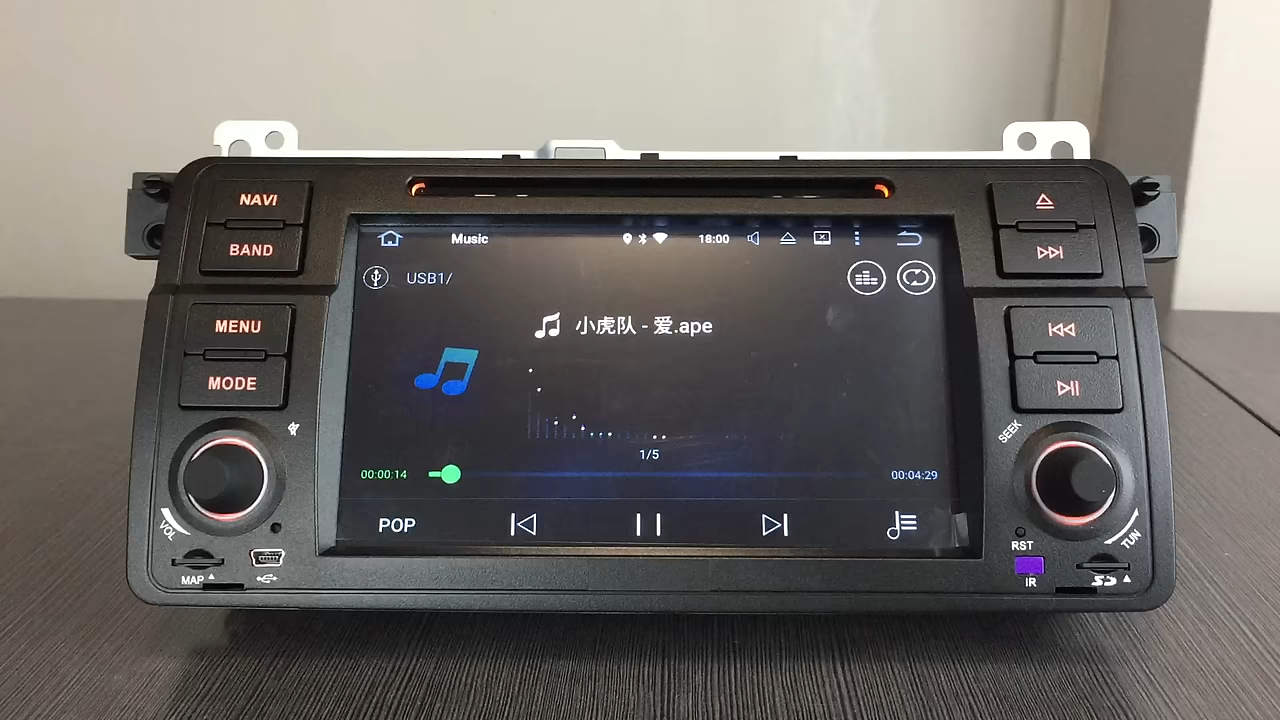 NAVI
BAND
MENU
MODE
VOL
MAP
Music
18:00
USB1/
小虎队 - 爱.ape
1/5
00:00:14
00:04:29
POP
SEEK
TUN
RST
IR
SD